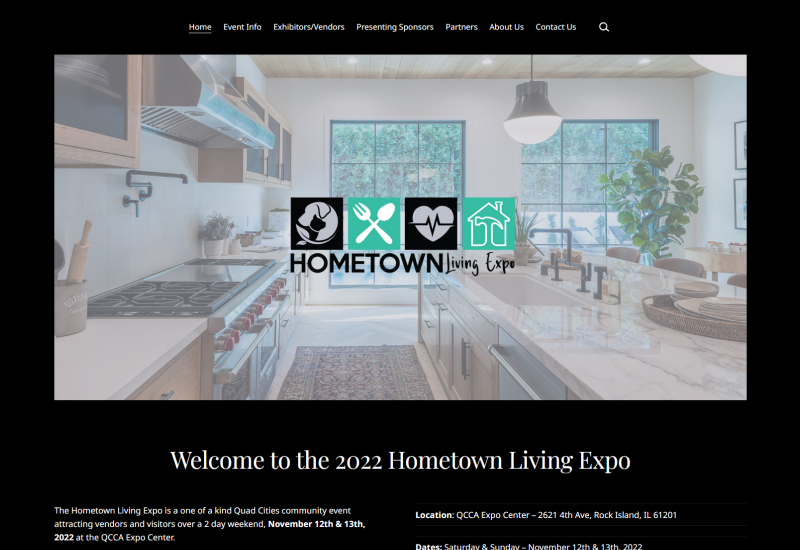 Home Event Info Exhibitors/Vendors Presenting Sponsors Partners About Us Contact Us
HOMETOWN Living Expo
Welcome to the 2022 Hometown Living Expo
The Hometown Living Expo is a one of a kind Quad Cities community event
attracting vendors and visitors over a 2 day weekend, November 12th & 13th,
2022 at the QCCA Expo Center.
Location: QCCA Expo Center – 2621 4th Ave, Rock Island, IL 61201
Dates: Saturday & Sunday – November 12th & 13th, 2022